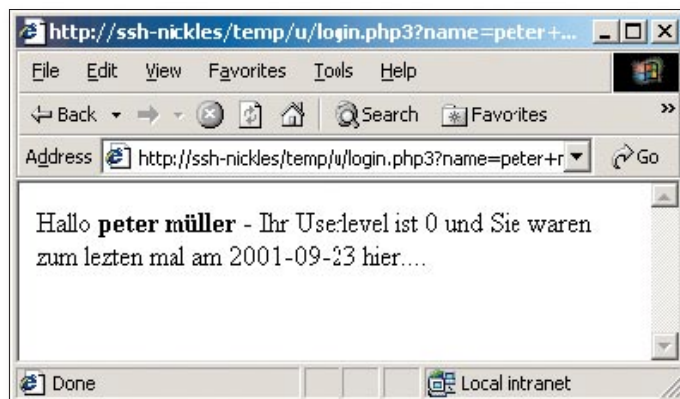 http://ssh-nickles/temp/u/login.php3?name=peter+...
File Edit View Favorites Tools Help
Back Search Favorites »
Address http://ssh-nickles/temp/u/login.php3?name=peter+r Go
Hallo peter müller - Ihr Userlevel ist 0 und Sie waren
zum lezten mal am 2001-09-23 hier....
Done Local intranet